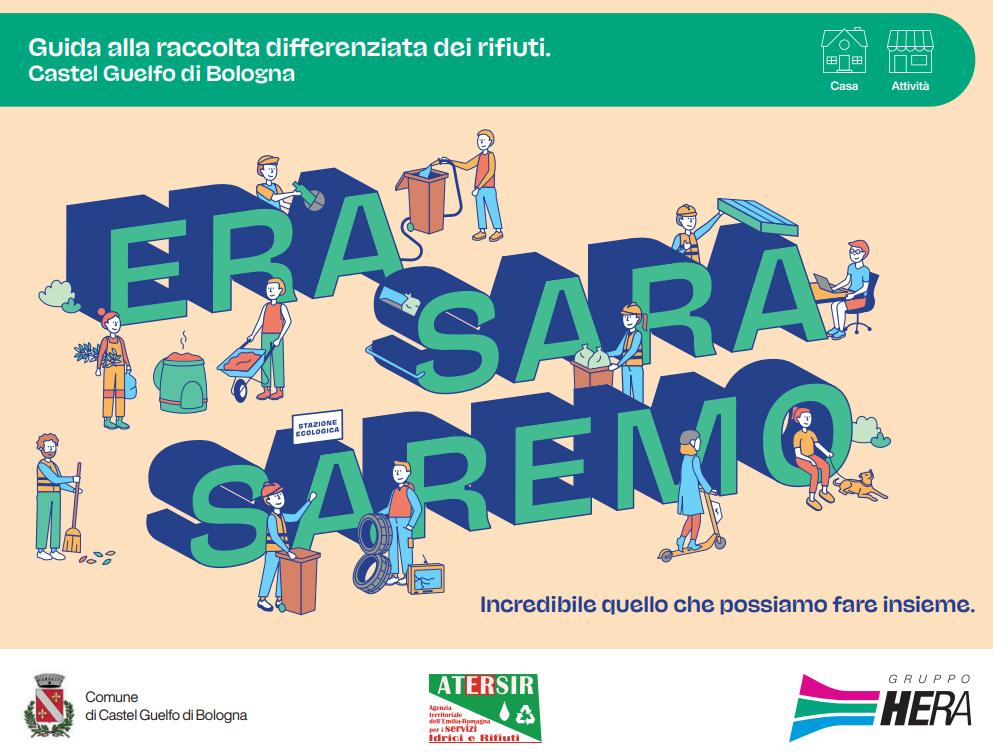 Guida alla raccolta differenziata dei rifiuti.
Castel Guelfo di Bologna
Casa
Attività
ERA
SARA
STAZIONE
ECOLOGICA
SAREMO
Incredibile quello che possiamo fare insieme.
Comune
di Castel Guelfo di Bologna
ATERSIR
Agenzia
territoriale
dell'Emilia-Romagna
per i servizi
Idrici e Rifiuti
GRUPPO
HERA